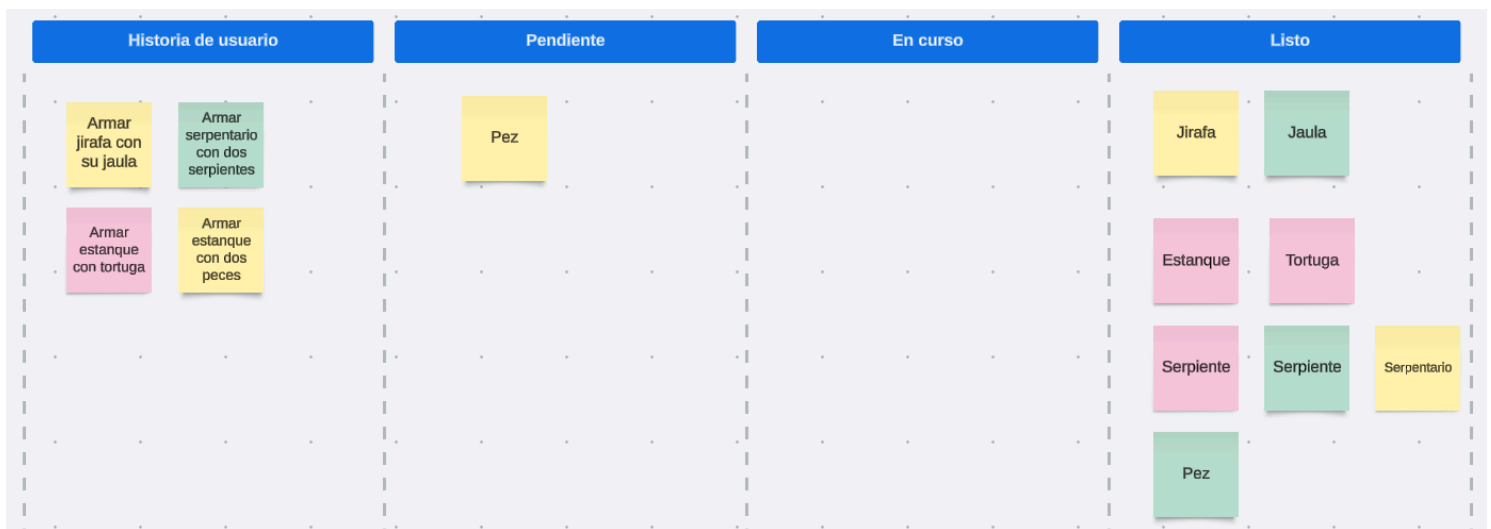 Historia de usuario
Pendiente
En curso
Listo
Armar
jirafa con
su jaula
Armar
serpentario
con dos
serpientes
Armar
estanque
con tortuga
Armar
estanque
con dos
peces
Pez
Jirafa
Jaula
Estanque
Tortuga
Serpiente
Serpiente
Serpentario
Pez